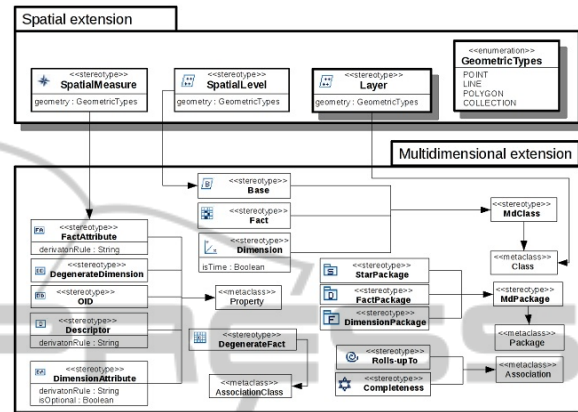 Spatial extension
<<stereotype>>
SpatialMeasure
geometry : GeometricTypes
<<stereotype>>
SpatialLevel
geometry : GeometricTypes
<<stereotype>>
Layer
geometry : GeometricTypes
<<enumeration>>
GeometricTypes
POINT
LINE
POLYGON
COLLECTION
Multidimensional extension
<<stereotype>>
FactAttribute
derivatonRule : String
<<stereotype>>
DegenerateDimension
<<stereotype>>
OID
<<stereotype>>
Descriptor
derivatonRule : String
<<stereotype>>
DimensionAttribute
derivatonRule : String
isOptional : Boolean
<<stereotype>>
Base
<<stereotype>>
Fact
<<stereotype>>
Dimension
isTime : Boolean
<<metaclass>>
Property
<<stereotype>>
DegenerateFact
<<metaclass>>
AssociationClass
<<stereotype>>
StarPackage
<<stereotype>>
FactPackage
<<stereotype>>
DimensionPackage
<<stereotype>>
Rolls-upTo
<<stereotype>>
Completeness
<<stereotype>>
MdClass
<<metaclass>>
Class
<<stereotype>>
MdPackage
<<metaclass>>
Package
<<metaclass>>
Association